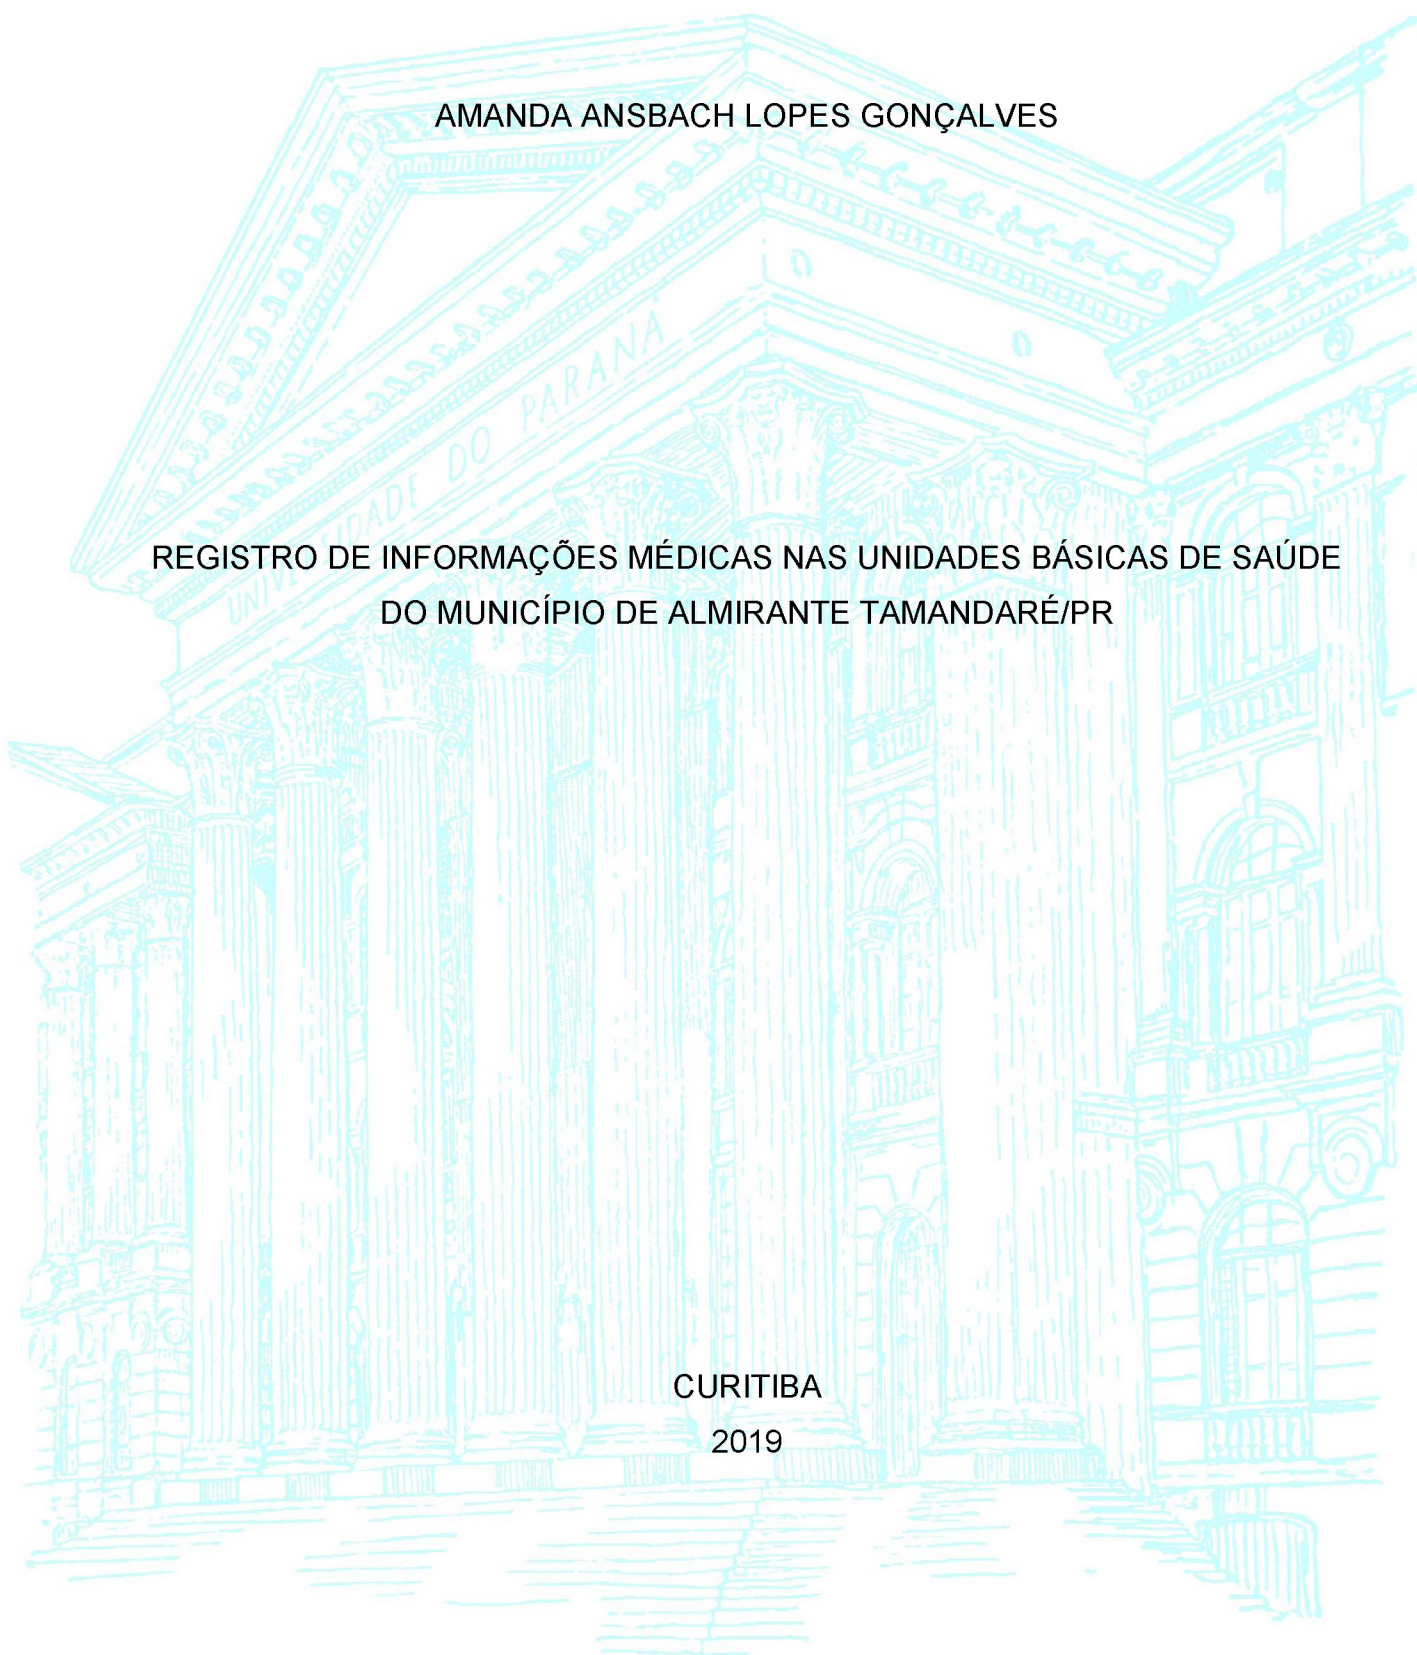 AMANDA ANSBACH LOPES GONÇALVES
UNIVERSIDADE DO PARANÁ
REGISTRO DE INFORMAÇÕES MÉDICAS NAS UNIDADES BÁSICAS DE SAÚDE
DO MUNICÍPIO DE ALMIRANTE TAMANDARÉ/PR
CURITIBA
2019